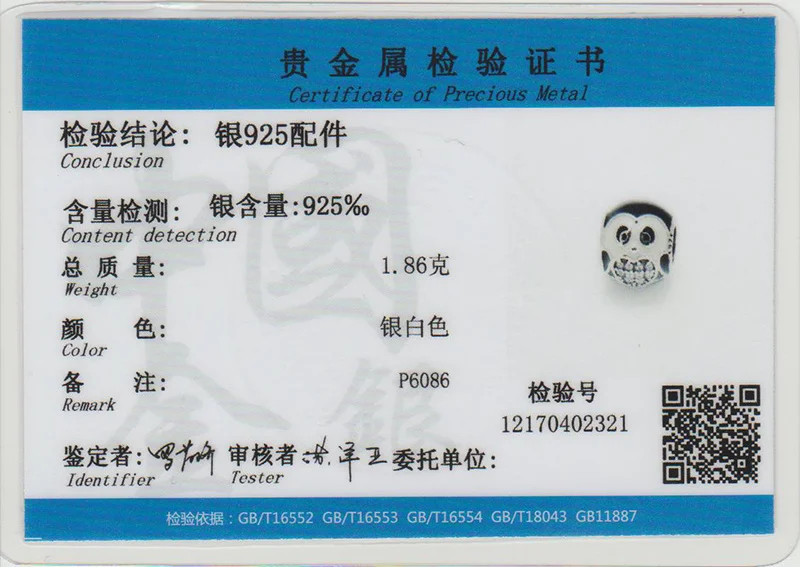 贵金属检验证书
Certificate of Precious Metal
检验结论: 银925配件
Conclusion
含量检测: 银含量:925‰
Content detection
总质量: 1.86克
Weight
颜色: 银白色
Color
备注: P6086
Remark
检验号
12170402321
鉴定者: 审核者: 委托单位:
Identifier Tester
检验依据：GB/T16552 GB/T16553 GB/T16554 GB/T18043 GB11887